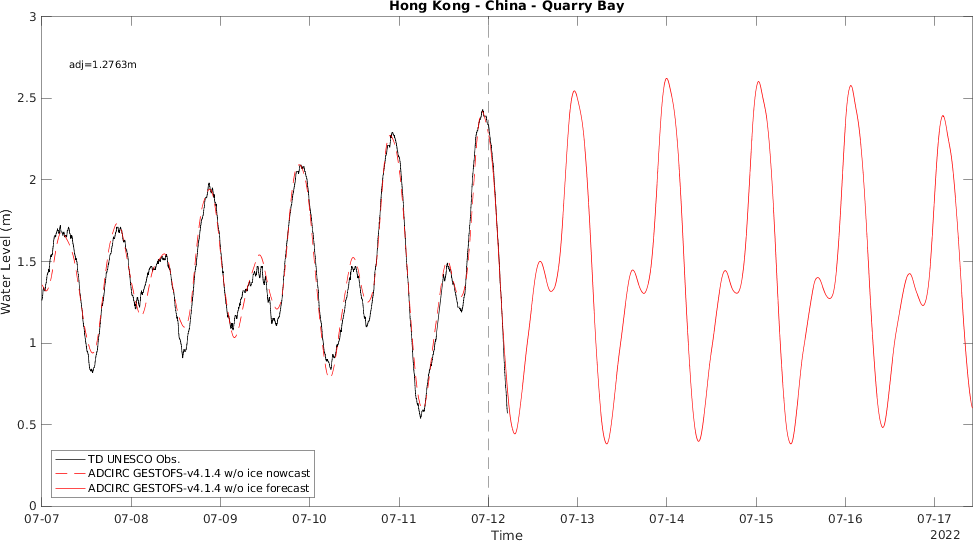 Hong Kong - China - Quarry Bay
adj=1.2763m
3
2.5
2
1.5
1
0.5
0
Water Level (m)
TD UNESCO Obs.
ADCIRC GESTOFS-v4.1.4 w/o ice nowcast
ADCIRC GESTOFS-v4.1.4 w/o ice forecast
07-07 07-08 07-09 07-10 07-11 07-12 07-13 07-14 07-15 07-16 07-17
Time
2022